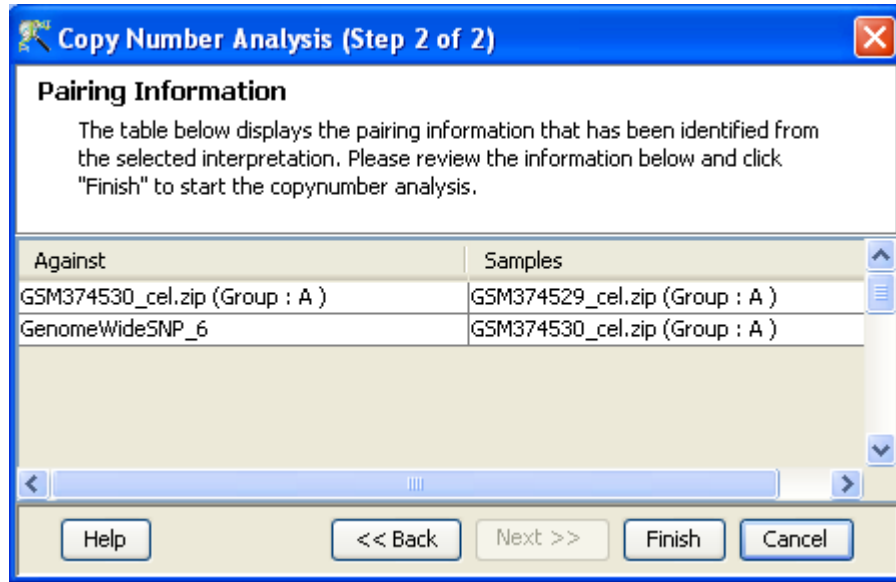 Copy Number Analysis (Step 2 of 2)
Pairing Information
The table below displays the pairing information that has been identified from
the selected interpretation. Please review the information below and click
"Finish" to start the copynumber analysis.
Against Samples
GSM374530_cel.zip (Group : A ) GSM374529_cel.zip (Group : A )
GenomeWideSNP_6 GSM374530_cel.zip (Group : A )
Help << Back Next >> Finish Cancel